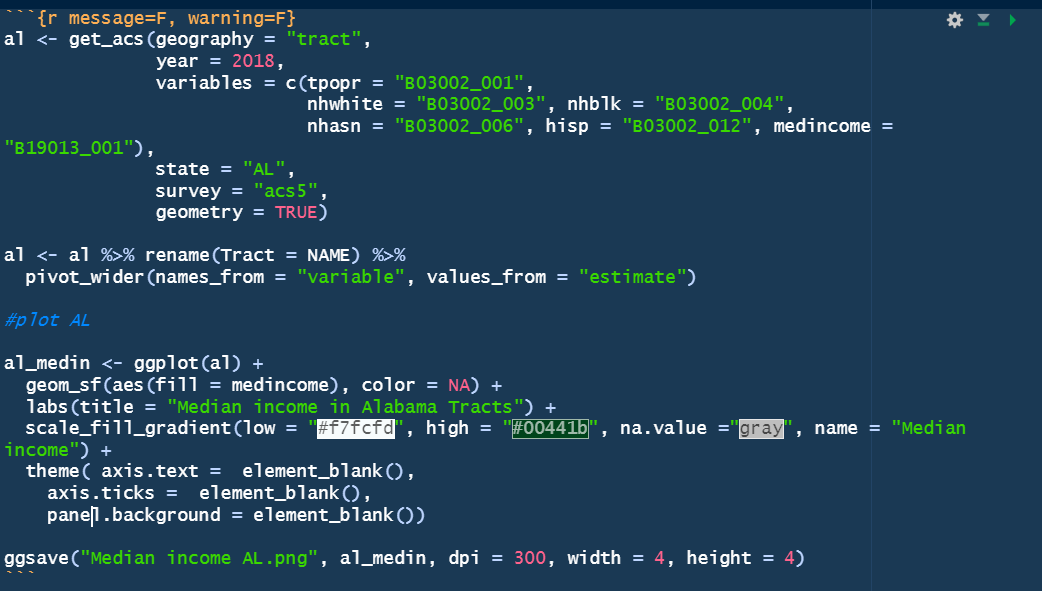 ```{r message=F, warning=F}
al <- get_acs(geography = "tract",
              year = 2018,
              variables = c(tpopr = "B03002_001",
                            nhwhite = "B03002_003", nhblk = "B03002_004",
                            nhasn = "B03002_006", hisp = "B03002_012", medincome =
"B19013_001"),
              state = "AL",
              survey = "acs5",
              geometry = TRUE)

al <- al %>% rename(Tract = NAME) %>%
  pivot_wider(names_from = "variable", values_from = "estimate")

#plot AL

al_medin <- ggplot(al) +
  geom_sf(aes(fill = medincome), color = NA) +
  labs(title = "Median income in Alabama Tracts") +
  scale_fill_gradient(low = "#f7fcfd", high = "#00441b", na.value ="gray", name = "Median
income") +
  theme( axis.text =  element_blank(),
    axis.ticks =  element_blank(),
    panel.background = element_blank())

ggsave("Median income AL.png", al_medin, dpi = 300, width = 4, height = 4)
```